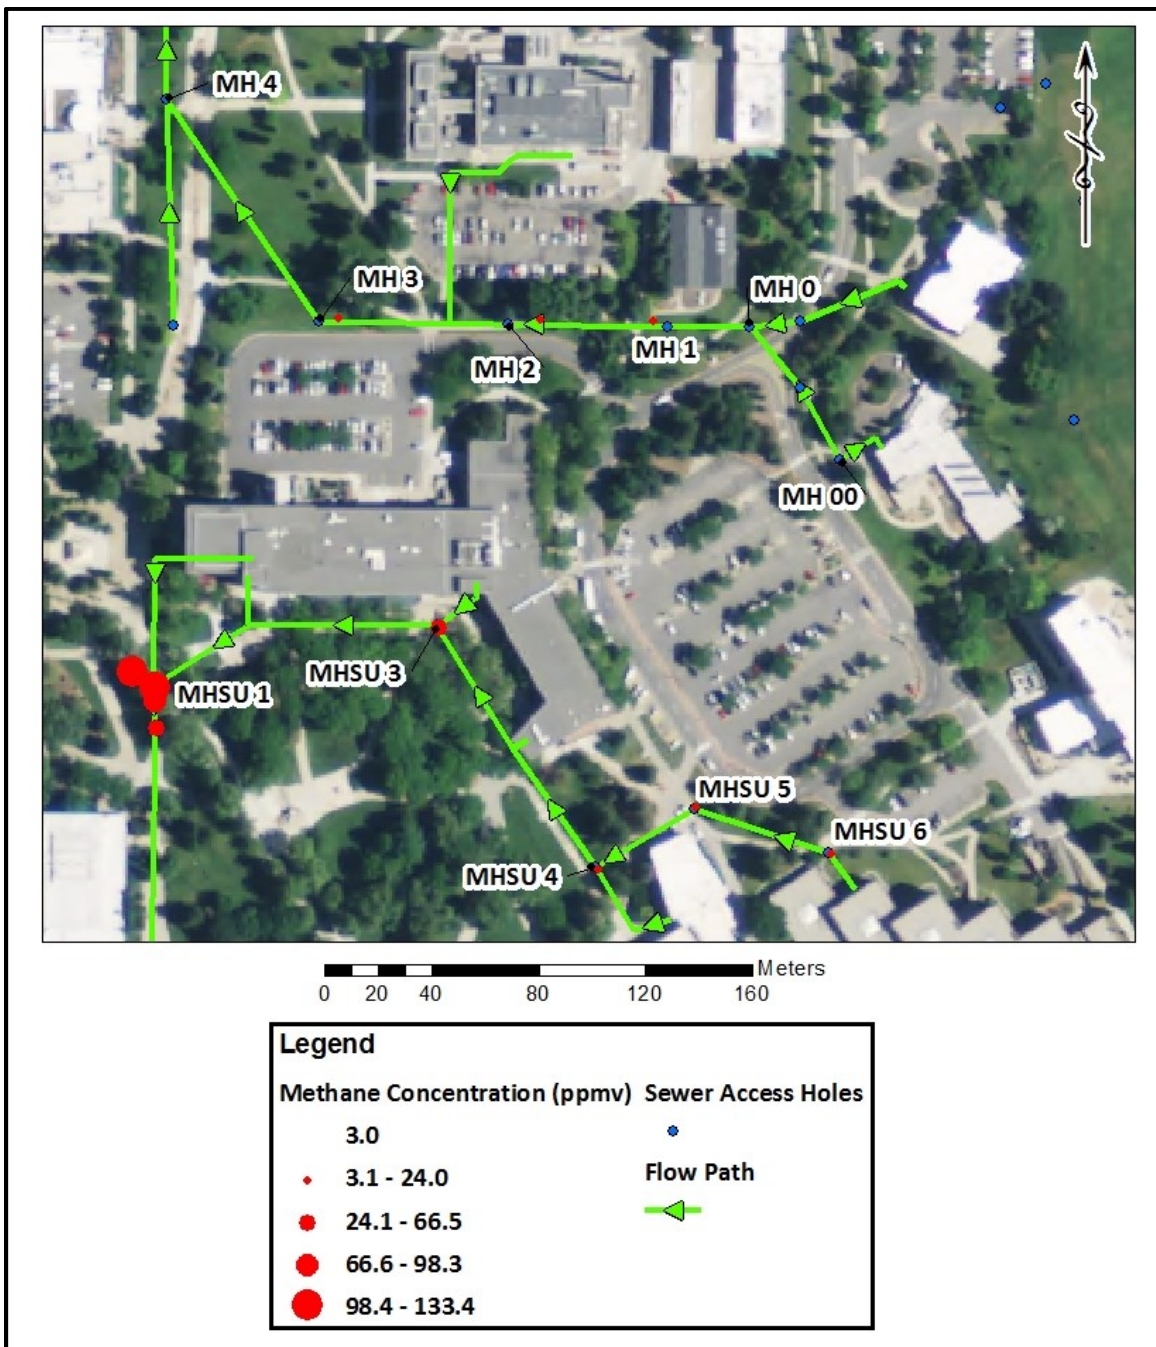 MH 4
MH 3
MH 0
MH 1
MH 2
MH 00
MHSU 3
MHSU 1
MHSU 5
MHSU 6
MHSU 4
Meters
0 20 40 80 120 160
Legend
Methane Concentration (ppmv) Sewer Access Holes
3.0
3.1 - 24.0
Flow Path
24.1 - 66.5
66.6 - 98.3
98.4 - 133.4